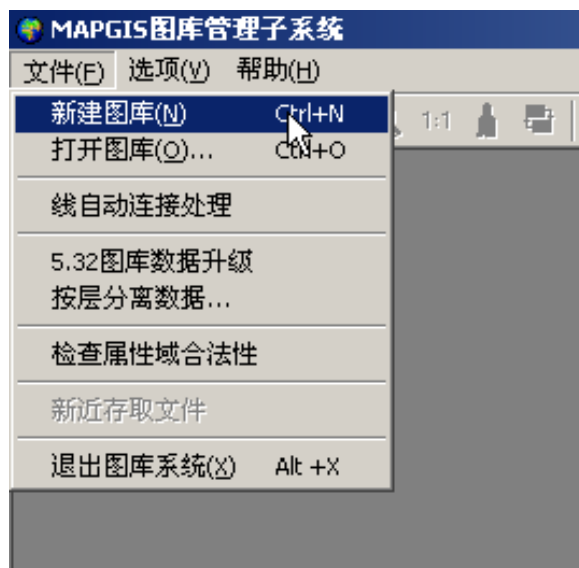 MAPGIS图库管理子系统
文件(F) 选项(V) 帮助(H)
新建图库(N) Ctrl+N
1:1
打开图库(O)... Ctrl+O
线自动连接处理
5.32图库数据升级
按层分离数据...
检查属性域合法性
新近存取文件
退出图库系统(X) Alt +X